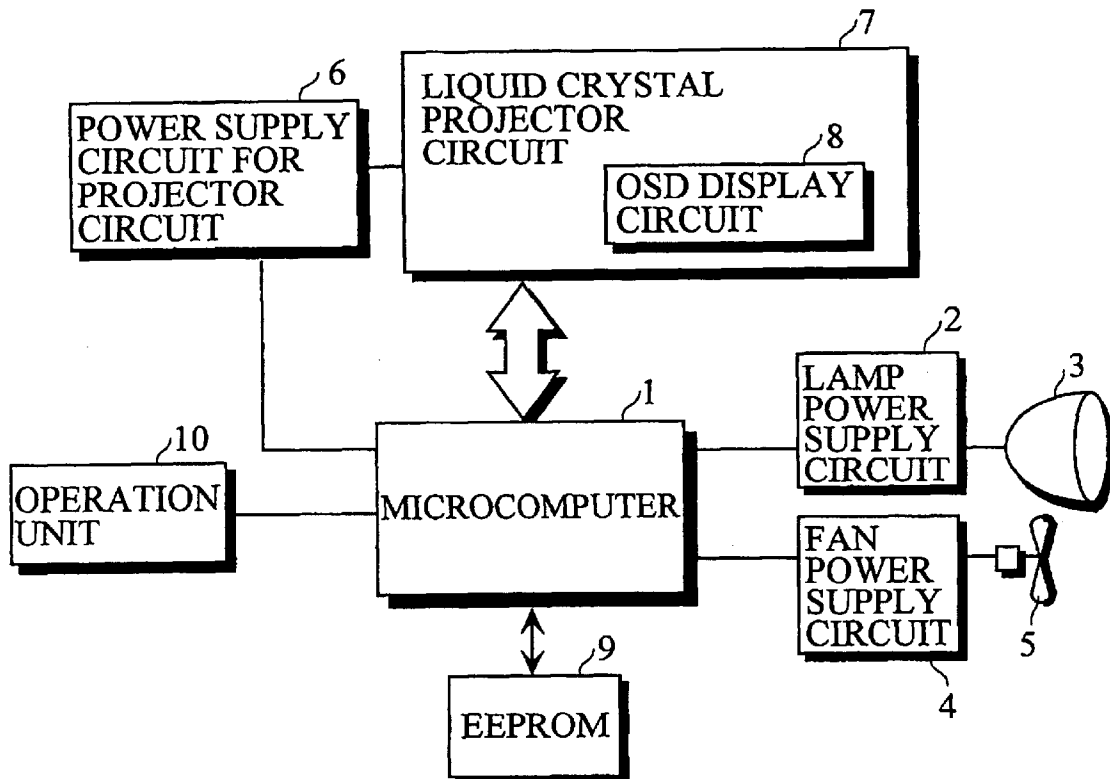 7
LIQUID CRYSTAL
PROJECTOR
CIRCUIT
6
POWER SUPPLY
CIRCUIT FOR
PROJECTOR
CIRCUIT
8
OSD DISPLAY
CIRCUIT
2
LAMP
POWER
SUPPLY
CIRCUIT
3
1
MICROCOMPUTER
10
OPERATION
UNIT
FAN
POWER
SUPPLY
CIRCUIT
5
4
9
EEPROM